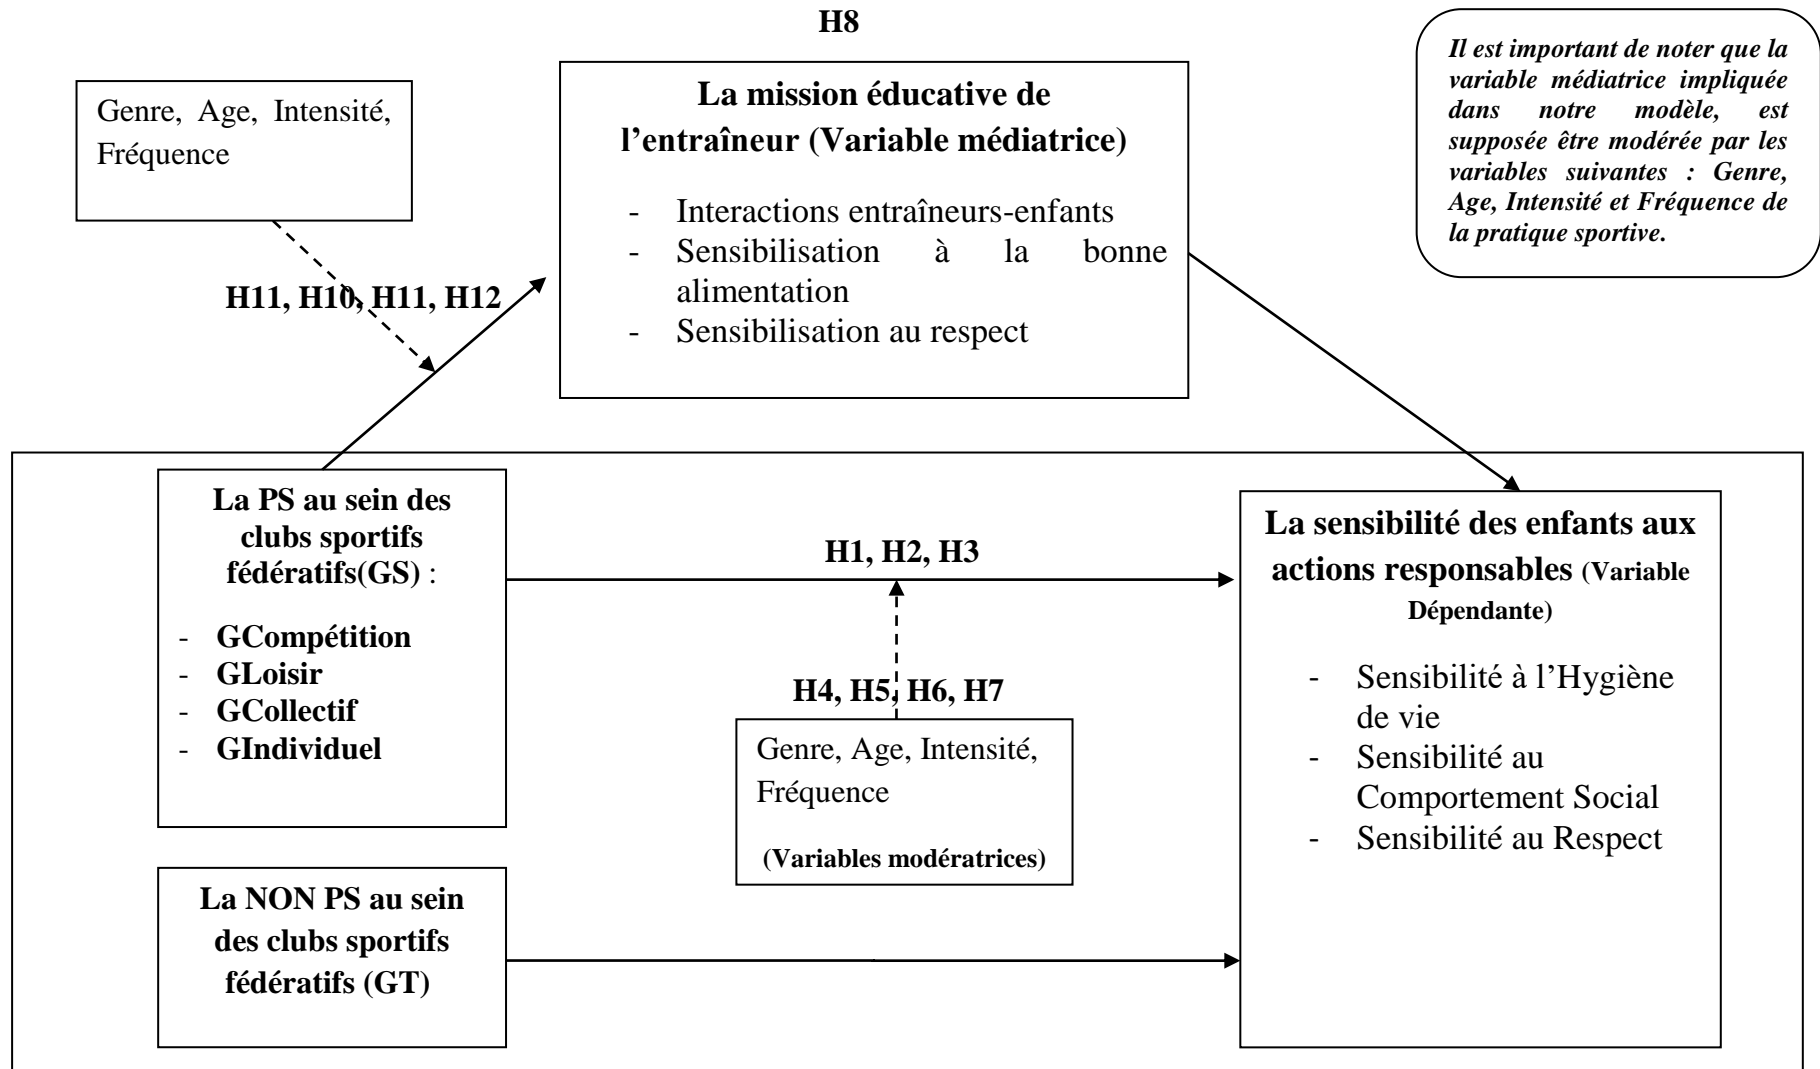 H8
Genre, Age, Intensité,
Fréquence
La mission éducative de
l’entraîneur (Variable médiatrice)
- Interactions entraîneurs-enfants
- Sensibilisation à la bonne
alimentation
- Sensibilisation au respect
Il est important de noter que la
variable médiatrice impliquée
dans notre modèle, est
supposée être modérée par les
variables suivantes : Genre,
Age, Intensité et Fréquence de
la pratique sportive.
H11, H10, H11, H12
La PS au sein des
clubs sportifs
fédératifs(GS) :
- GCompétition
- GLoisir
- GCollectif
- GIndividuel
H1, H2, H3
H4, H5, H6, H7
Genre, Age, Intensité,
Fréquence
(Variables modératrices)
La sensibilité des enfants aux
actions responsables (Variable
Dépendante)
- Sensibilité à l’Hygiène
de vie
- Sensibilité au
Comportement Social
- Sensibilité au Respect
La NON PS au sein
des clubs sportifs
fédératifs (GT)